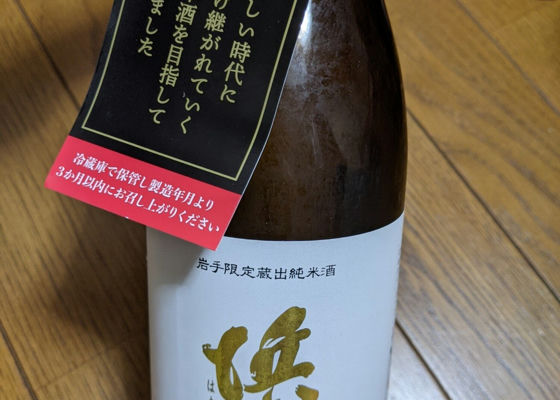 しい時代に
け継がれていく
酒を目指して
ました
冷蔵庫で保管し製造年月より
3か月以内にお召し上がりください
岩手限定蔵出純米酒
浜
は